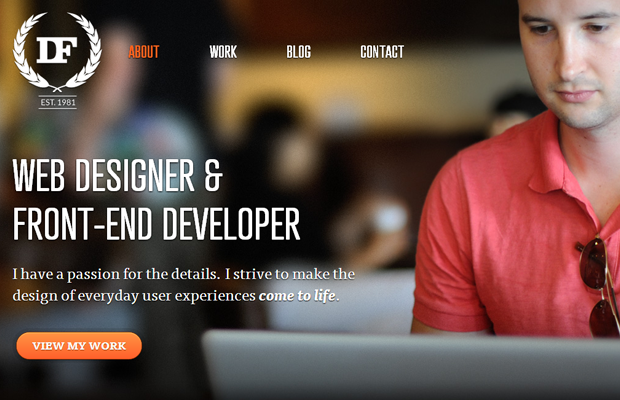 DF
EST. 1981
ABOUT WORK BLOG CONTACT
WEB DESIGNER &
FRONT-END DEVELOPER
I have a passion for the details. I strive to make the
design of everyday user experiences come to life.
VIEW MY WORK